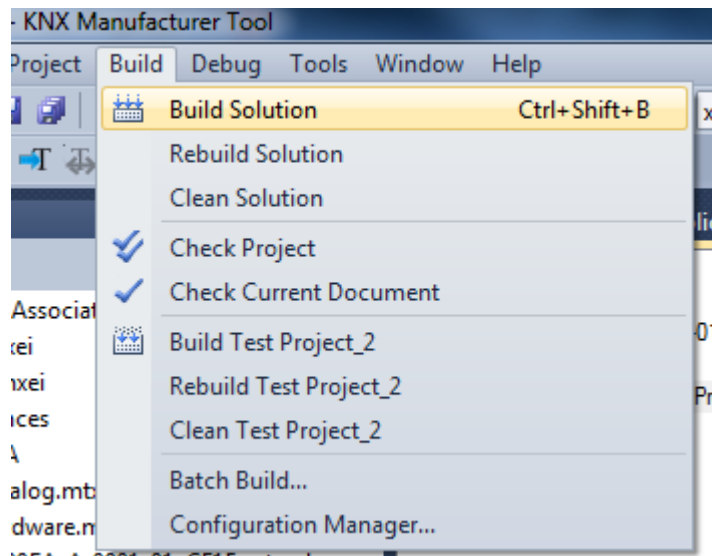 - KNX Manufacturer Tool
Project Build Debug Tools Window Help
Build Solution Ctrl+Shift+B
Rebuild Solution
Clean Solution
Check Project
Check Current Document
Build Test Project_2
Rebuild Test Project_2
Clean Test Project_2
Batch Build...
Configuration Manager...